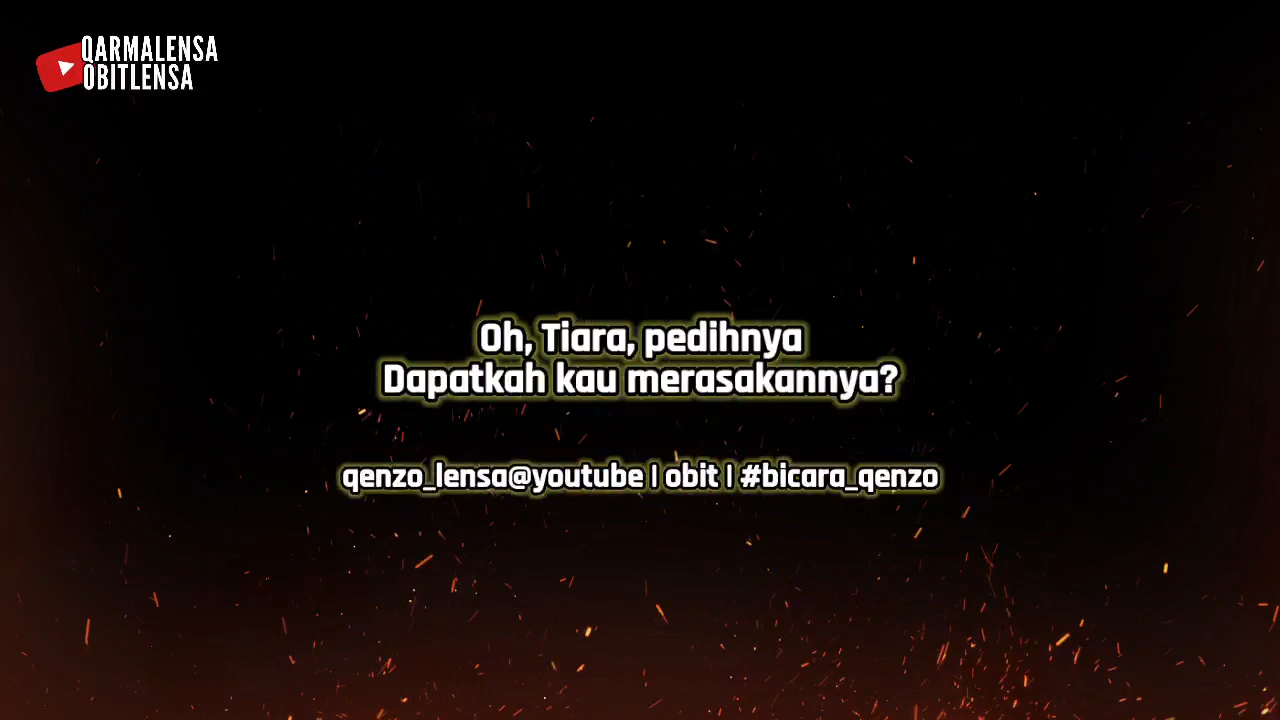 QARMALENSA
OBITLENSA
Oh, Tiara, pedihnya
Dapatkah kau merasakannya?
qenzo_lensa@youtube | obit | #bicara_qenzo